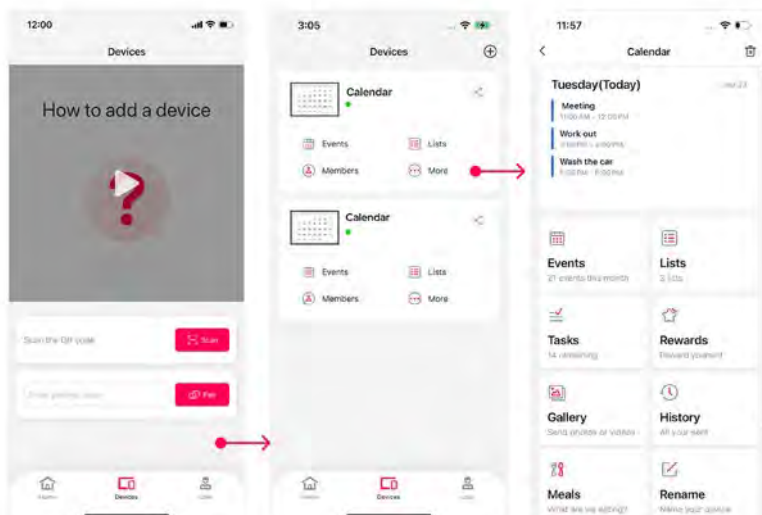 12:00
Devices
How to add a device
?
Scan the QR code
Scan
Pair
Devices
3:05
Devices
Calendar
Events
Lists
Members
More
Calendar
Events
Lists
Members
More
Devices
11:57
Calendar
Tuesday(Today)
Meeting
11:00 AM - 12:00 PM
Work out
Wash the car
Events
21 events this month
Lists
Tasks
14 remaining
Rewards
Reward yourself
Gallery
Send photos or videos
History
All your sent
Meals
What are we eating?
Rename
Name your device